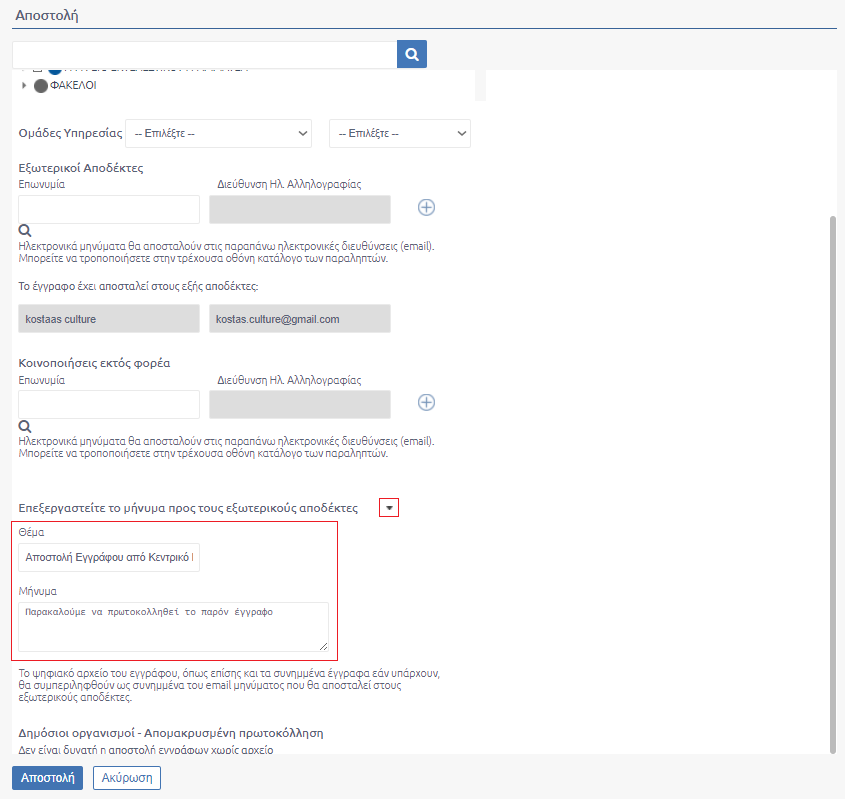 Αποστολή
ΦΑΚΕΛΟΙ
Ομάδες Υπηρεσίας -- Επιλέξτε -- -- Επιλέξτε --
Εξωτερικοί Αποδέκτες
Επωνυμία Διεύθυνση Ηλ. Αλληλογραφίας
Ηλεκτρονικά μηνύματα θα αποσταλούν στις παραπάνω ηλεκτρονικές διευθύνσεις (email).
Μπορείτε να τροποποιήσετε στην τρέχουσα οθόνη κατάλογο των παραληπτών.
Το έγγραφο έχει αποσταλεί στους εξής αποδέκτες:
kostaas culture kostas.culture@gmail.com
Κοινοποιήσεις εκτός φορέα
Επωνυμία Διεύθυνση Ηλ. Αλληλογραφίας
Ηλεκτρονικά μηνύματα θα αποσταλούν στις παραπάνω ηλεκτρονικές διευθύνσεις (email).
Μπορείτε να τροποποιήσετε στην τρέχουσα οθόνη κατάλογο των παραληπτών.
Επεξεργαστείτε το μήνυμα προς τους εξωτερικούς αποδέκτες
Θέμα
Αποστολή Εγγράφου από Κεντρικό
Μήνυμα
Παρακαλούμε να πρωτοκολληθεί το παρόν έγγραφο
Το ψηφιακό αρχείο του εγγράφου, όπως επίσης και τα συνημμένα έγγραφα εάν υπάρχουν,
θα συμπεριληφθούν ως συνημμένα του email μηνύματος που θα αποσταλεί στους
εξωτερικούς αποδέκτες.
Δημόσιοι οργανισμοί - Απομακρυσμένη πρωτοκόλληση
Δεν είναι δυνατή η αποστολή εγγράφων χωρίς αρχείο
Αποστολή Ακύρωση